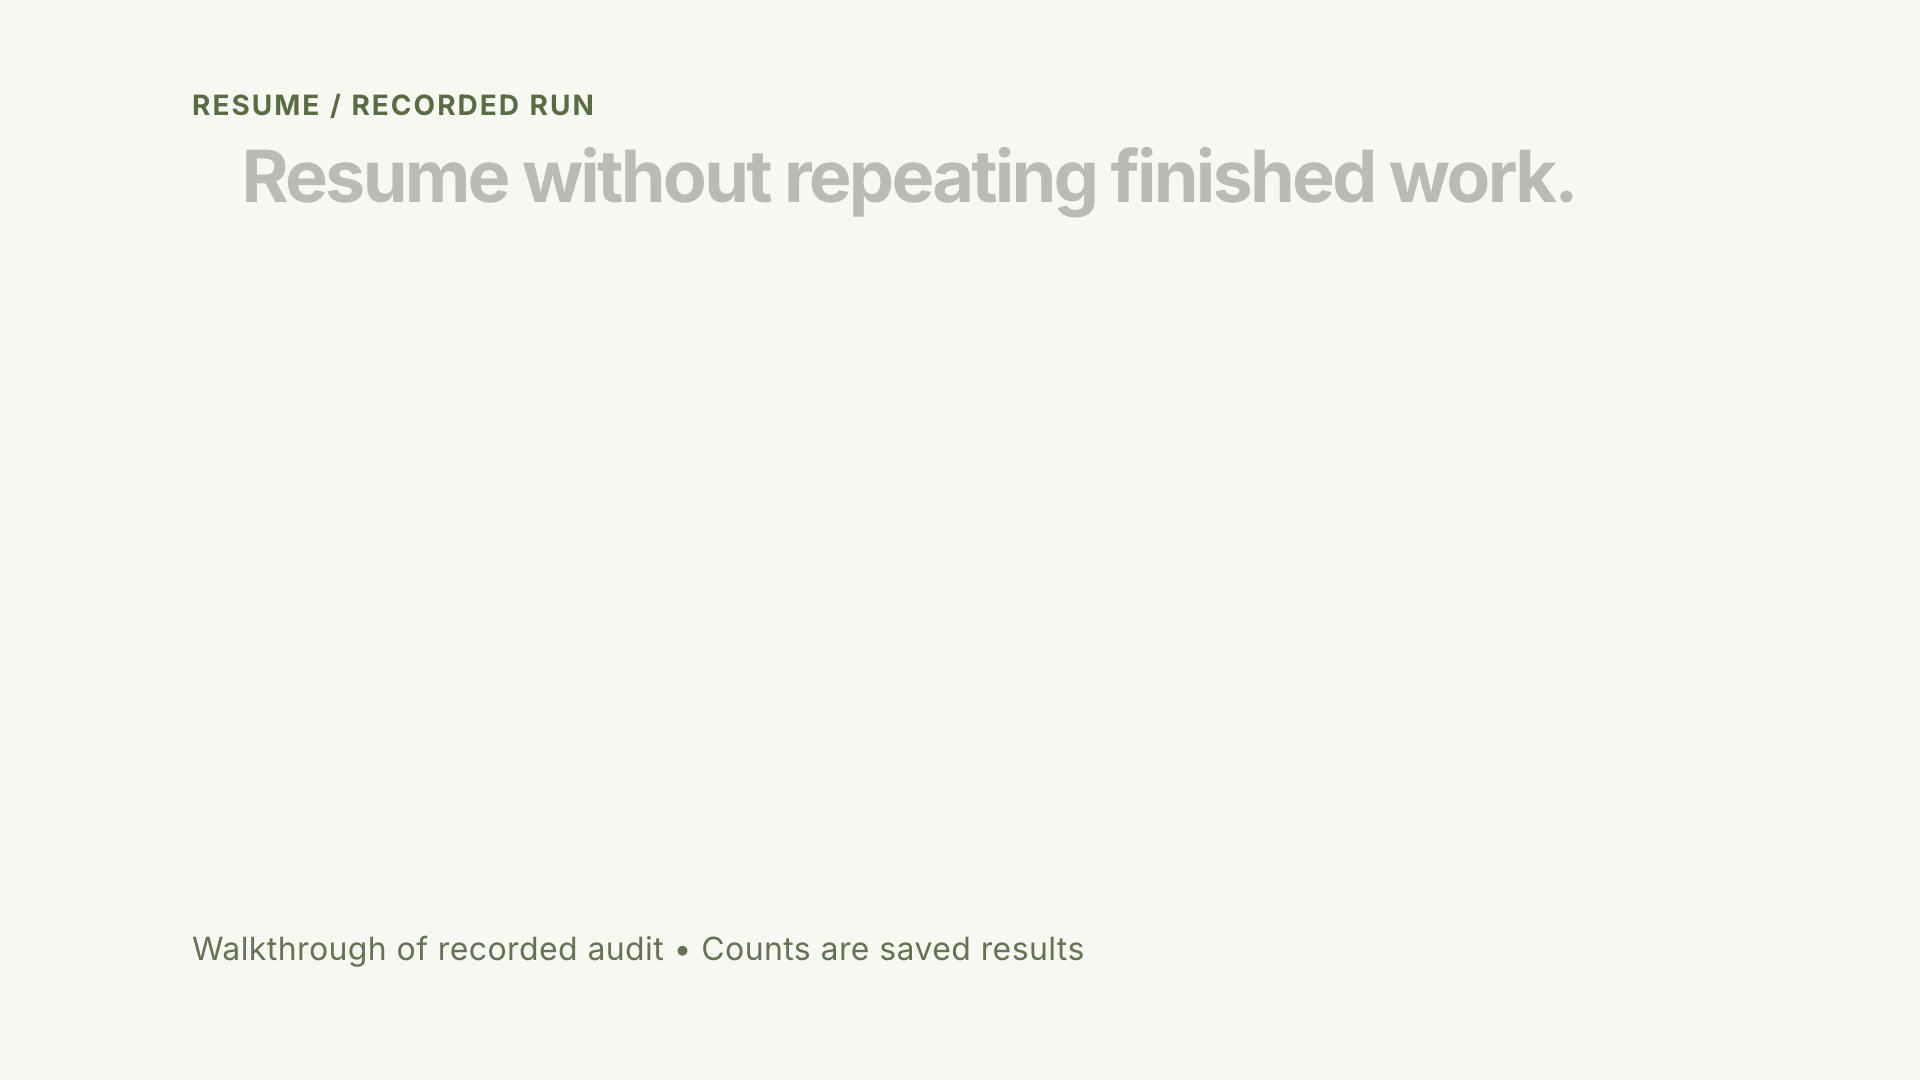 RESUME / RECORDED RUN
Resume without repeating finished work.
Walkthrough of recorded audit • Counts are saved results